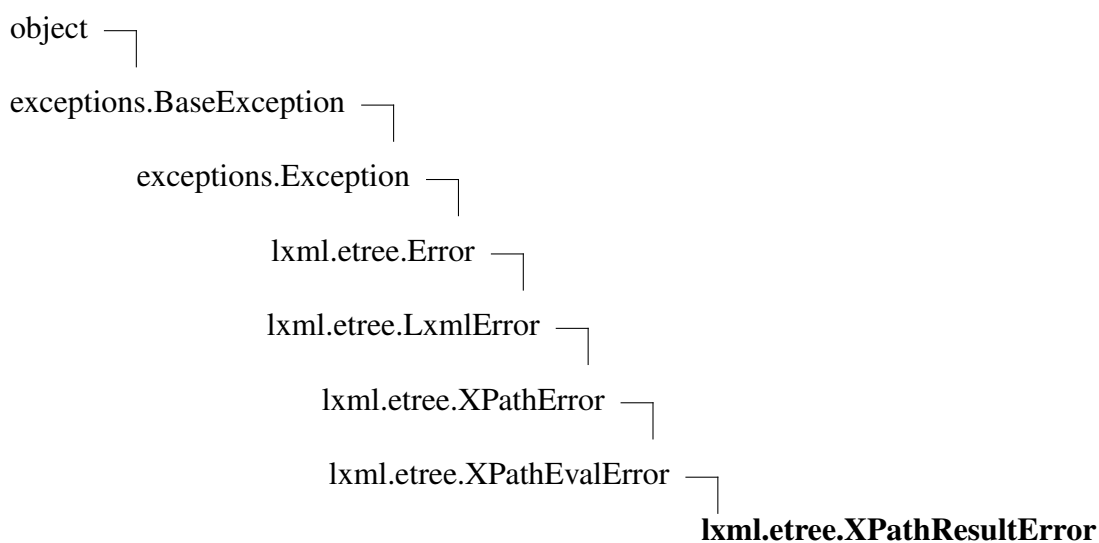 object
exceptions.BaseException
exceptions.Exception
lxml.etree.Error
lxml.etree.LxmlError
lxml.etree.XPathError
lxml.etree.XPathEvalError
lxml.etree.XPathResultError